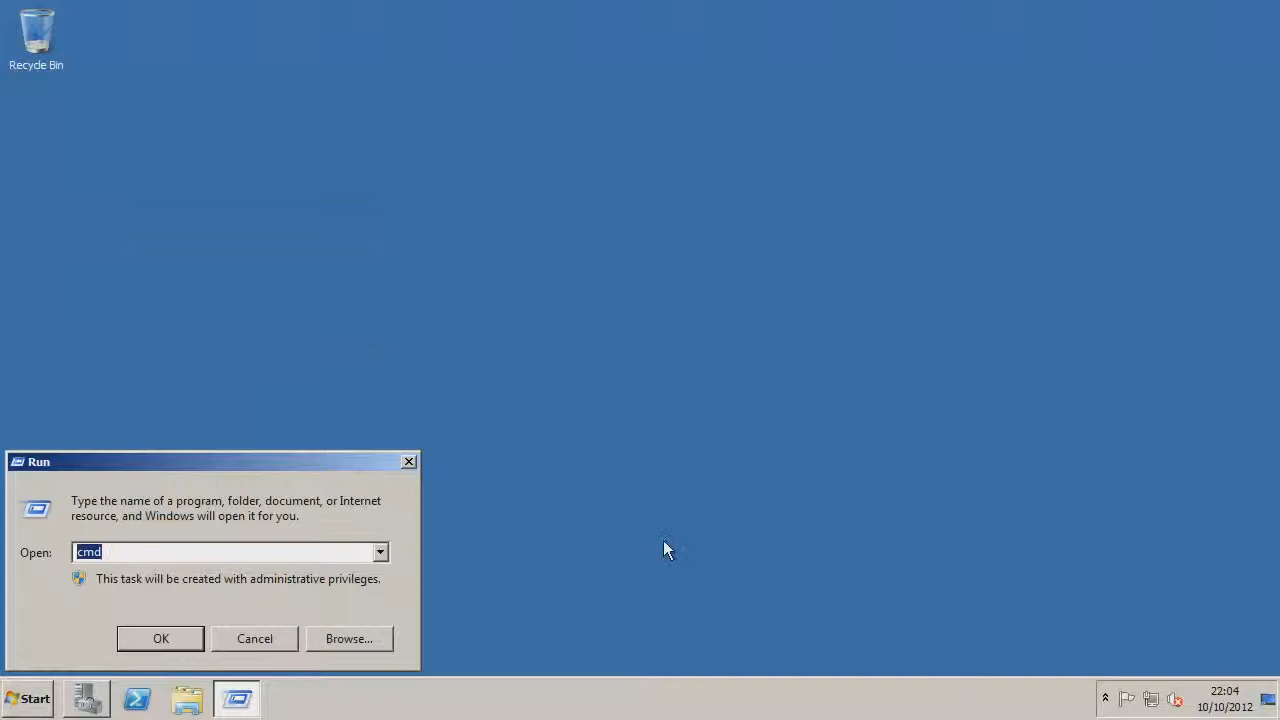 Recycle Bin
Run
Type the name of a program, folder, document, or Internet
resource, and Windows will open it for you.
Open: cmd
This task will be created with administrative privileges.
OK Cancel Browse...
Start
22:04
10/10/2012